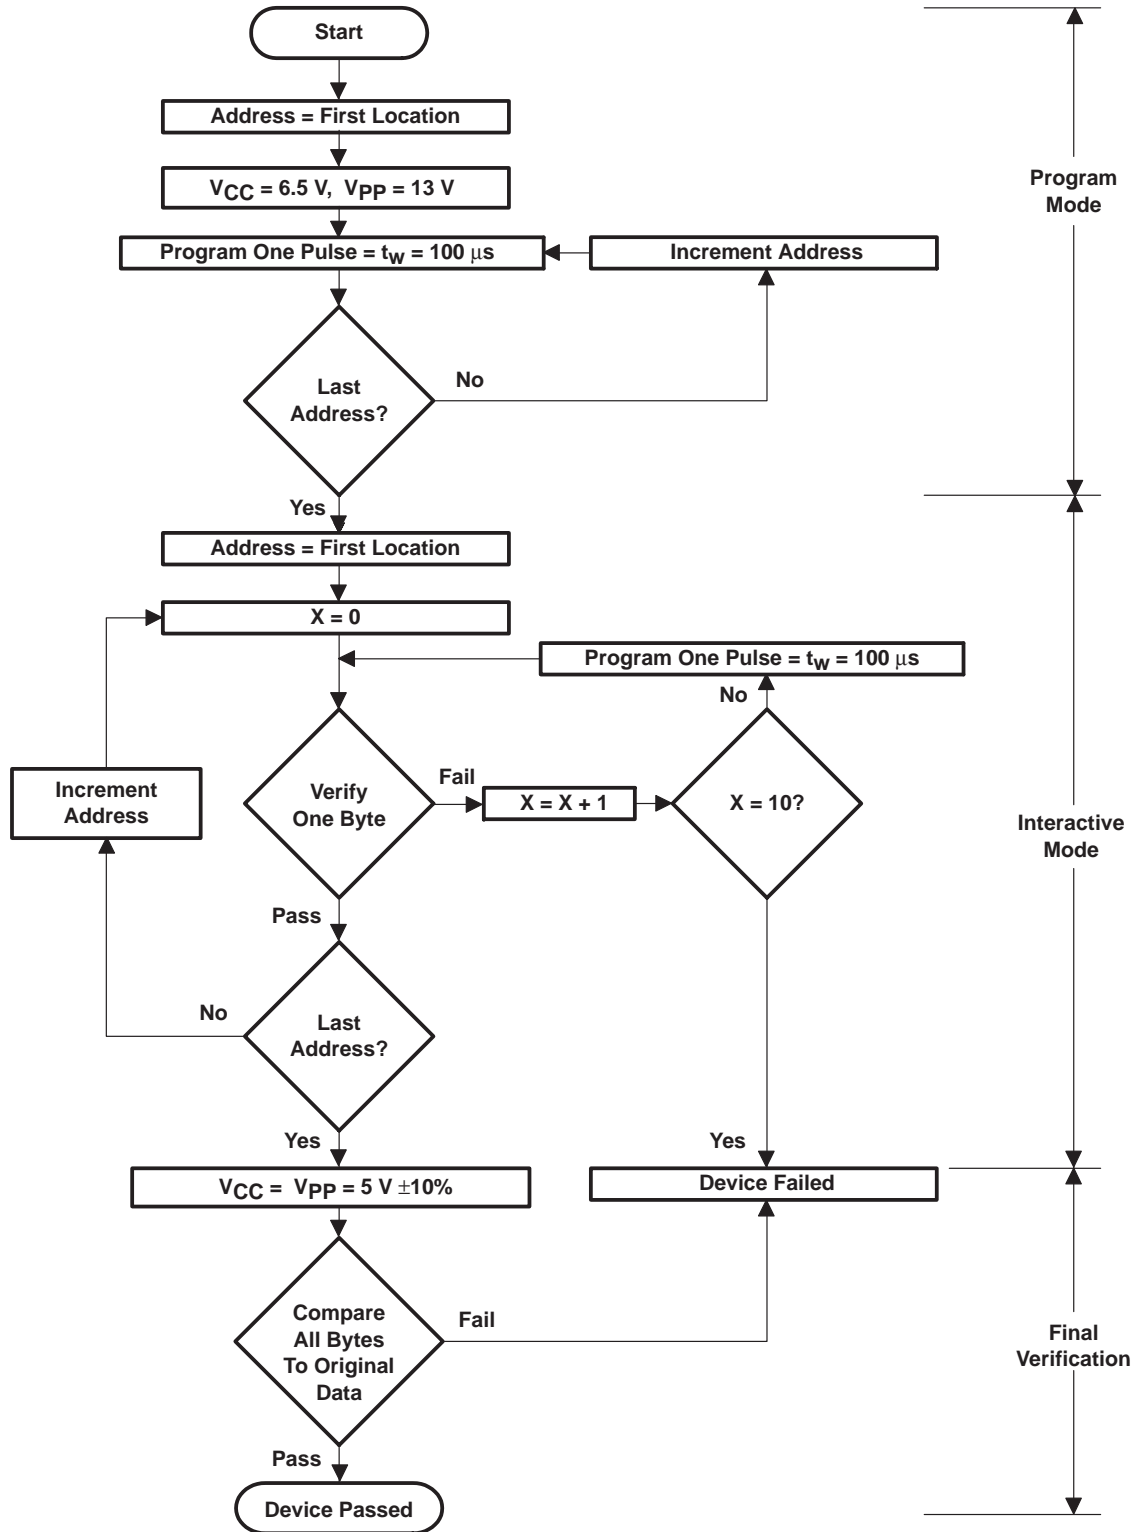 Start
Address = First Location
VCC = 6.5 V, VPP = 13 V
Program
Mode
Program One Pulse = tw = 100 μs
Increment Address
Last
Address?
No
Yes
Address = First Location
X = 0
Program One Pulse = tw = 100 μs
No
Increment
Address
Verify
One Byte
Fail
X = X + 1
X = 10?
Interactive
Mode
Pass
No
Last
Address?
Yes
Yes
VCC = VPP = 5 V ±10%
Device Failed
Compare
All Bytes
To Original
Data
Fail
Final
Verification
Pass
Device Passed